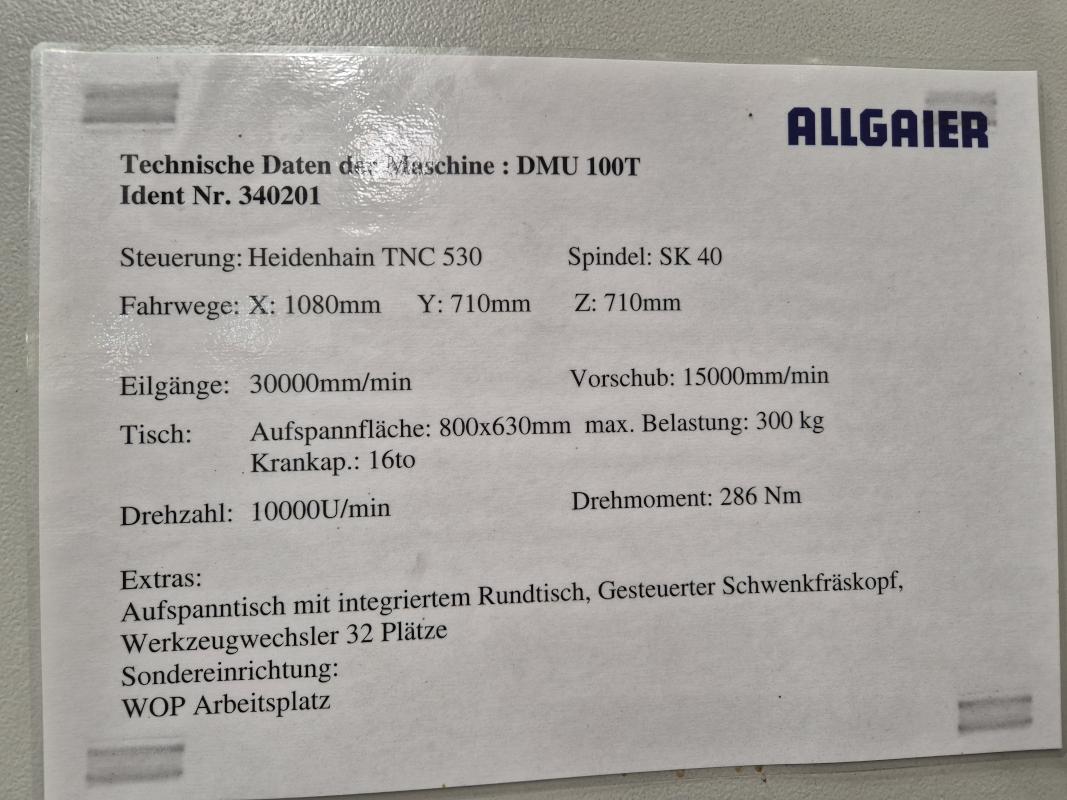 ALLGAIER
Technische Daten der Maschine : DMU 100T
Ident Nr. 340201
Steuerung: Heidenhain TNC 530 Spindel: SK 40
Fahrwege: X: 1080mm Y: 710mm Z: 710mm
Eilgänge: 30000mm/min Vorschub: 15000mm/min
Tisch: Aufspannfläche: 800x630mm max. Belastung: 300 kg
Krankap.: 16to
Drehzahl: 10000U/min Drehmoment: 286 Nm
Extras:
Aufspanntisch mit integriertem Rundtisch, Gesteuerter Schwenkfräskopf,
Werkzeugwechsler 32 Plätze
Sondereinrichtung:
WOP Arbeitsplatz